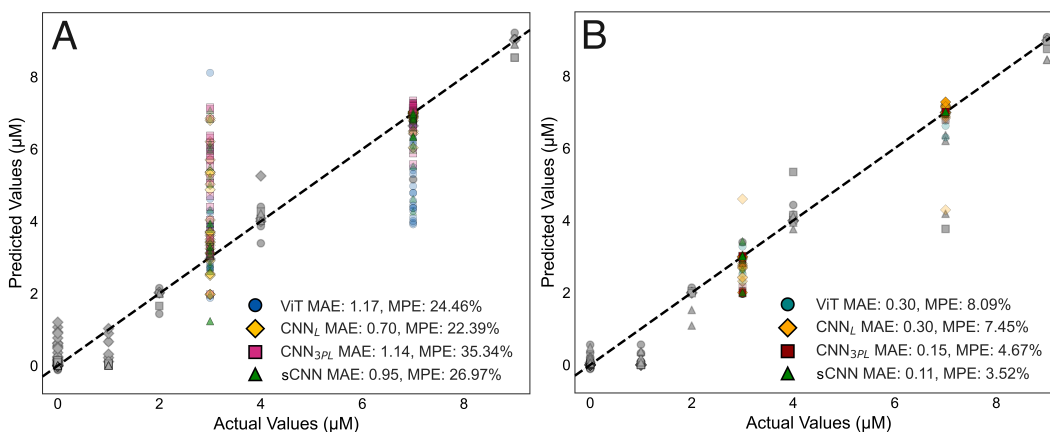 A
Predicted Values (µM)
8
6
4
2
0
ViT MAE: 1.17, MPE: 24.46%
CNN_L MAE: 0.70, MPE: 22.39%
CNN_3PL MAE: 1.14, MPE: 35.34%
sCNN MAE: 0.95, MPE: 26.97%
0 2 4 6 8
Actual Values (µM)
B
Predicted Values (µM)
8
6
4
2
0
ViT MAE: 0.30, MPE: 8.09%
CNN_L MAE: 0.30, MPE: 7.45%
CNN_3PL MAE: 0.15, MPE: 4.67%
sCNN MAE: 0.11, MPE: 3.52%
0 2 4 6 8
Actual Values (µM)